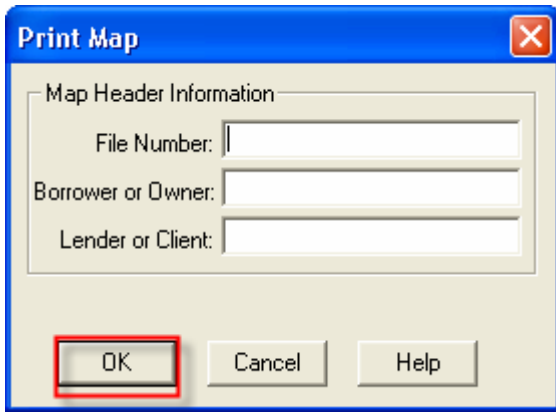 Print Map
Map Header Information
File Number:
Borrower or Owner:
Lender or Client:
OK Cancel Help